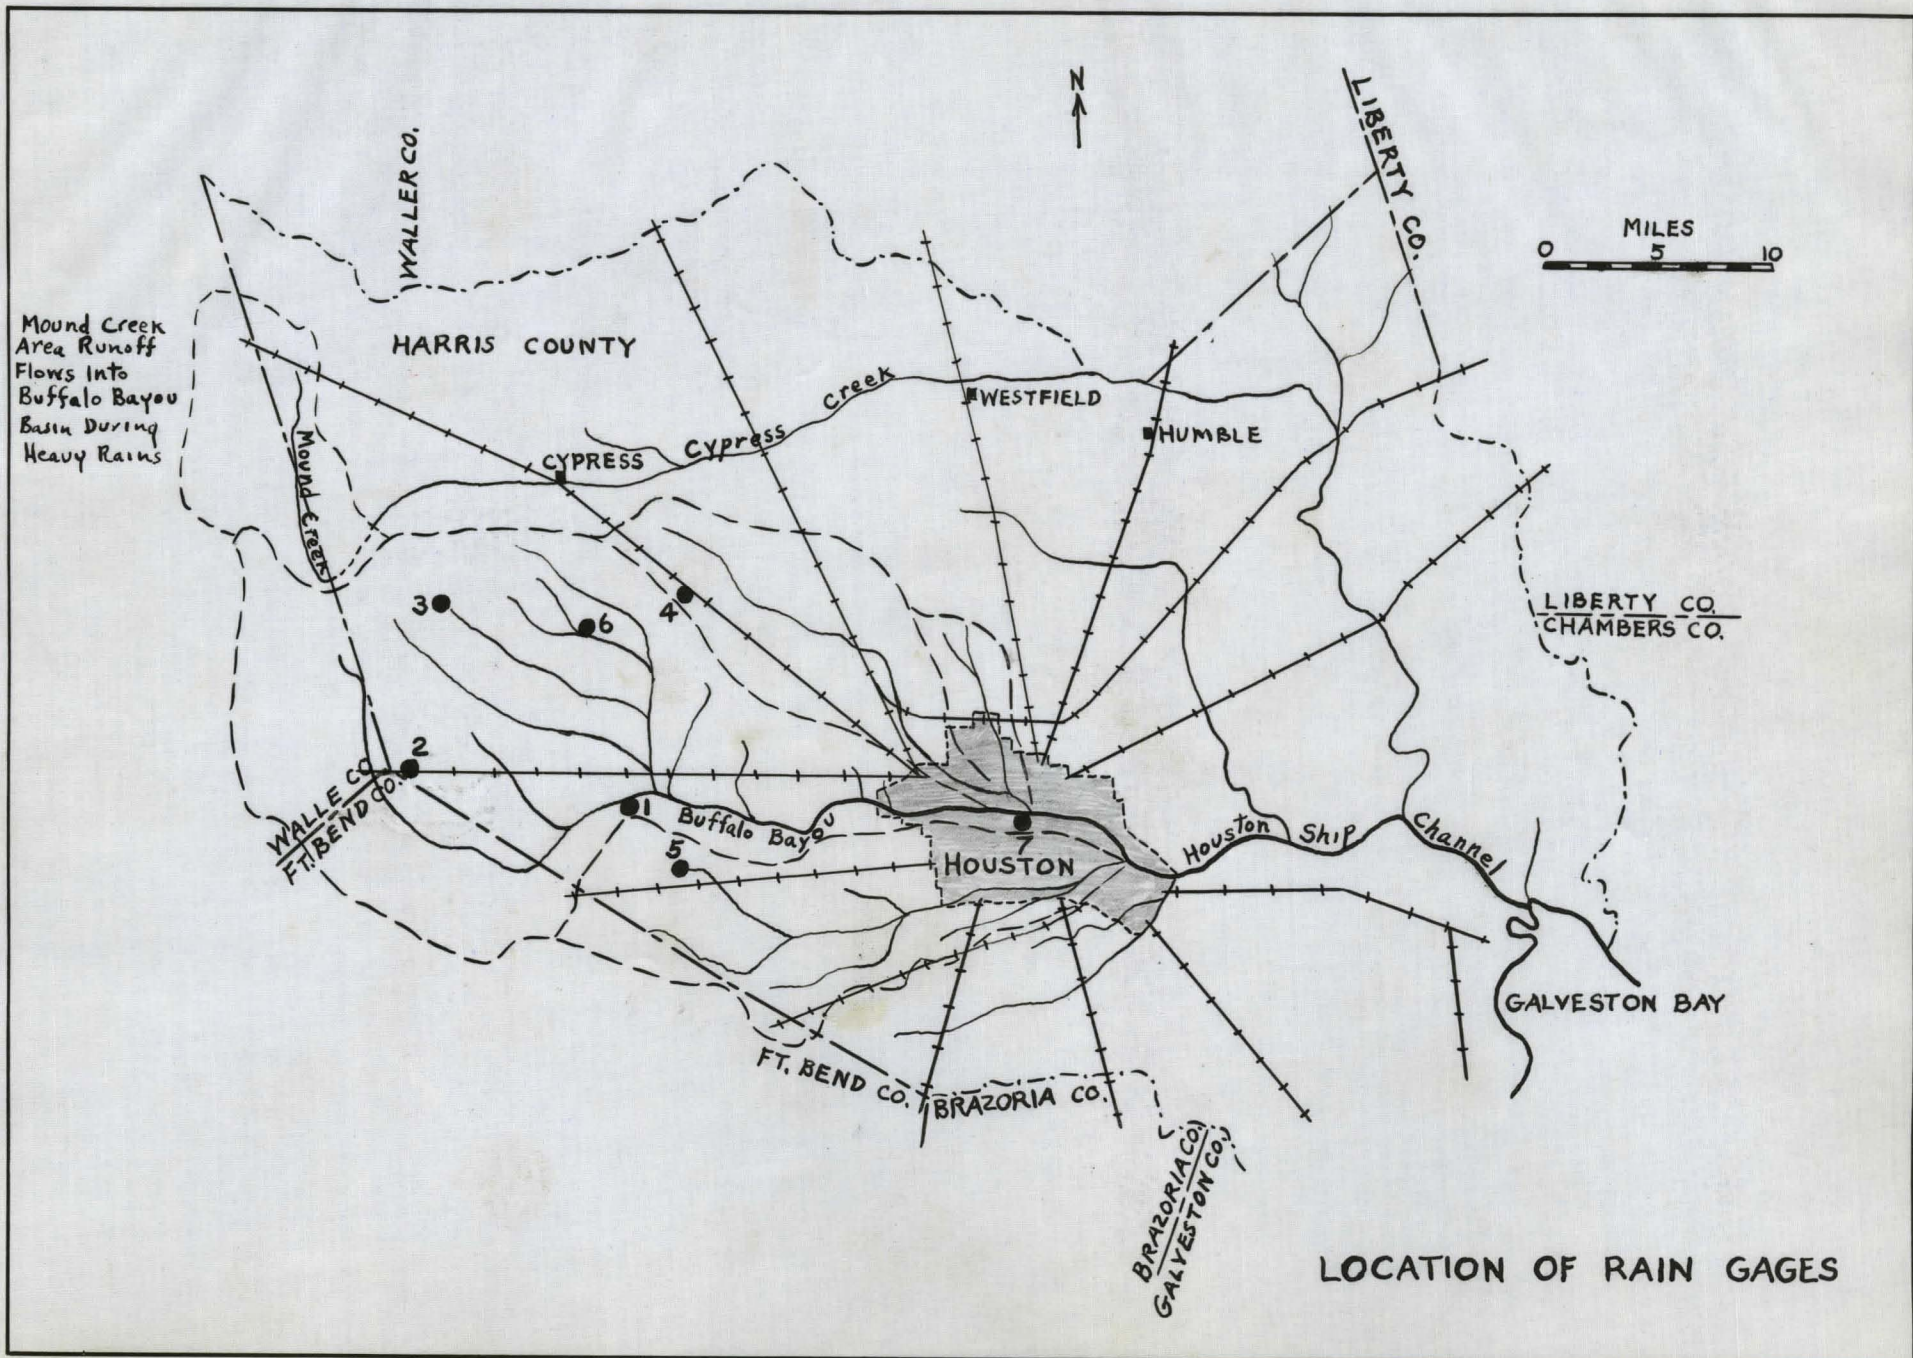 N
WALLER CO.
LIBERTY CO.
MILES
0 5 10
Mound Creek
Area Runoff
Flows Into
Buffalo Bayou
Basin During
Heavy Rains
HARRIS COUNTY
Cypress Creek
WESTFIELD
HUMBLE
CYPRESS
Mound Creek
3
6
4
LIBERTY CO.
CHAMBERS CO.
2
WALLE CO.
FT. BEND CO.
1
Buffalo Bayou
5
7
HOUSTON
Houston Ship Channel
GALVESTON BAY
FT. BEND CO.
BRAZORIA CO.
BRAZORIA CO.
GALVESTON CO.
LOCATION OF RAIN GAGES